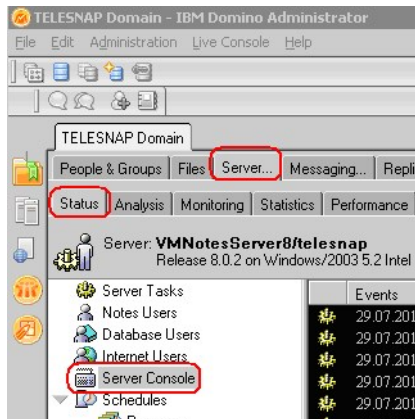 TELESNAP Domain - IBM Domino Administrator
File Edit Administration Live Console Help
TELESNAP Domain
People & Groups Files Server... Messaging... Repli
Status Analysis Monitoring Statistics Performance
Server: VMNotesServer8/telesnap
Release 8.0.2 on Windows/2003 5.2 Intel
Server Tasks Events
Notes Users 29.07.201
Database Users 29.07.201
Internet Users 29.07.201
Server Console 29.07.201
Schedules 29.07.201